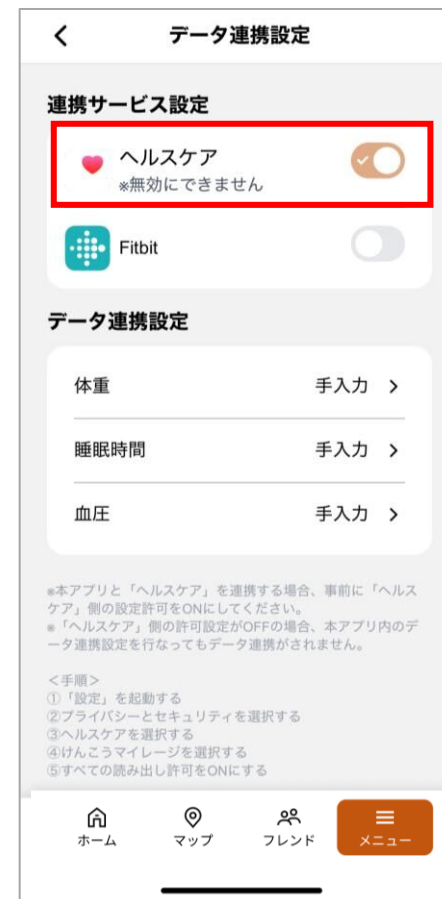 データ連携設定
連携サービス設定
ヘルスケア
※無効にできません
Fitbit
データ連携設定
体重 手入力
睡眠時間 手入力
血圧 手入力
※本アプリと「ヘルスケア」を連携する場合、事前に「ヘルス
ケア」側の設定許可をONにしてください。
※「ヘルスケア」側の許可設定がOFFの場合、本アプリ内のデ
ータ連携設定を行なってもデータ連携がされません。
<手順>
①「設定」を起動する
②プライバシーとセキュリティを選択する
③ヘルスケアを選択する
④けんこうマイレージを選択する
⑤すべての読み出し許可をONにする
ホーム マップ フレンド メニュー